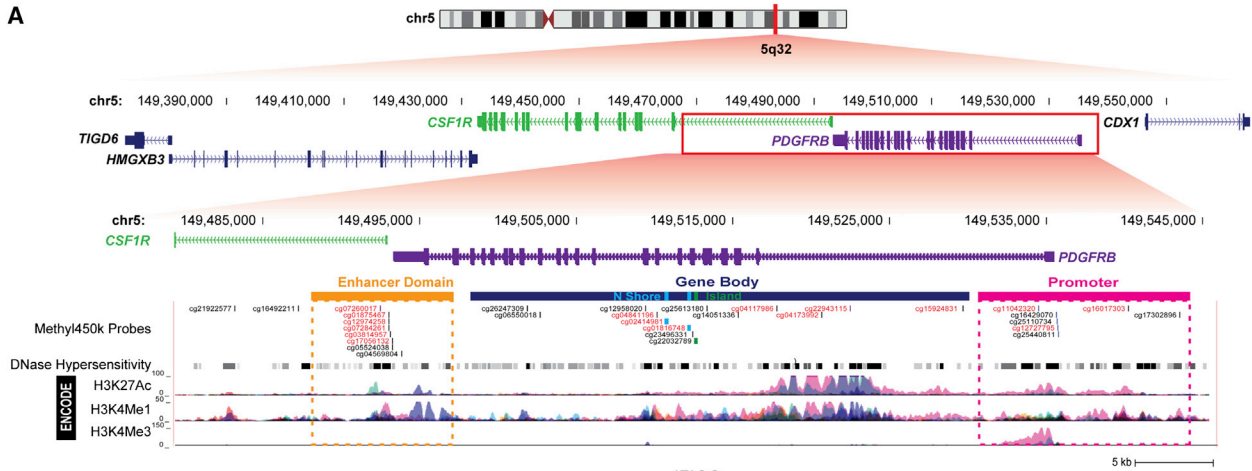 A
chr5
5q32
chr5: 149,390,000 149,410,000 149,430,000 149,450,000 149,470,000 149,490,000 149,510,000 149,530,000 149,550,000
CSF1R CDX1
TIGD6 PDGFRB
HMGXB3
chr5: 149,485,000 149,495,000 149,505,000 149,515,000 149,525,000 149,535,000 149,545,000
CSF1R
PDGFRB
Enhancer Domain Gene Body Promoter
N Shore Island
Methyl450k Probes
cg21922577 cg16492211 cg07260017 cg26247309 cg12958020 cg25613180 cg04117986 cg22943115 cg15924831 cg11042320 cg16017303
cg01875467 cg06550018 cg04841196 cg14051336 cg04173992 cg16429070 cg17302896
cg12974258 cg02414981 cg25110734
cg07284261 cg01816748 cg12727795
cg03814957 cg23496331 cg25440811
cg17056132 cg22032789
cg05524038
cg04569804
DNase Hypersensitivity
ENCODE
100
H3K27Ac
0
50
H3K4Me1
0
150
H3K4Me3
0
5 kb